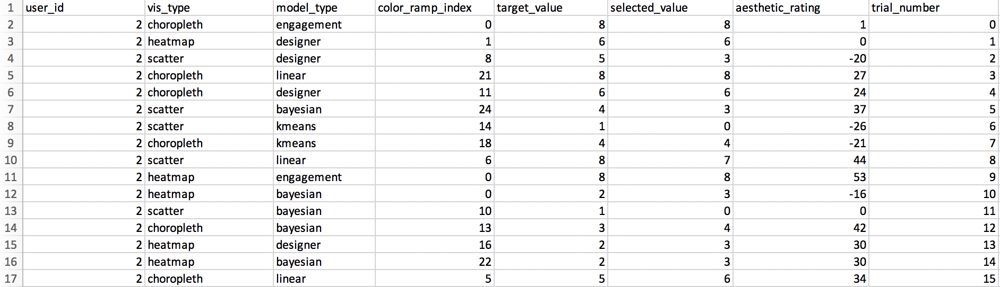 1 user_id vis_type model_type color_ramp_index target_value selected_value aesthetic_rating trial_number
2 2 choropleth engagement 0 8 8 1 0
3 2 heatmap designer 1 6 6 0 1
4 2 scatter designer 8 5 3 -20 2
5 2 choropleth linear 21 8 8 27 3
6 2 choropleth designer 11 6 6 24 4
7 2 scatter bayesian 24 4 3 37 5
8 2 scatter kmeans 14 1 0 -26 6
9 2 choropleth kmeans 18 4 4 -21 7
10 2 scatter linear 6 8 7 44 8
11 2 heatmap engagement 0 8 8 53 9
12 2 heatmap bayesian 0 2 3 -16 10
13 2 scatter bayesian 10 1 0 0 11
14 2 choropleth bayesian 13 3 4 42 12
15 2 heatmap designer 16 2 3 30 13
16 2 heatmap bayesian 22 2 3 30 14
17 2 choropleth linear 5 5 6 34 15